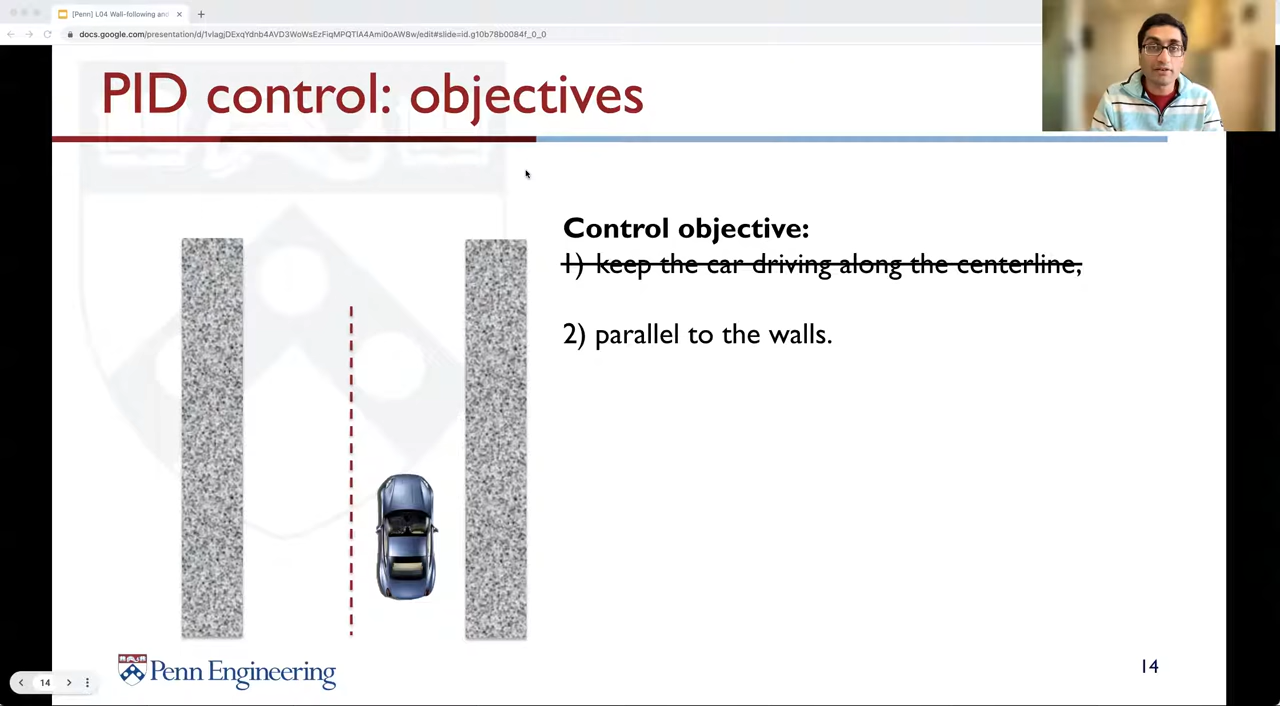 [Penn] L04 Wall-following and
docs.google.com/presentation/d/1vlagjDExqYdnb4AVD3WoWsEzFiqMPQTlA4Ami0oAW8w/edit#slide=id.g10b78b0084f_0_0
PID control: objectives
Control objective:
1) keep the car driving along the centerline,
2) parallel to the walls.
Penn Engineering
14
14